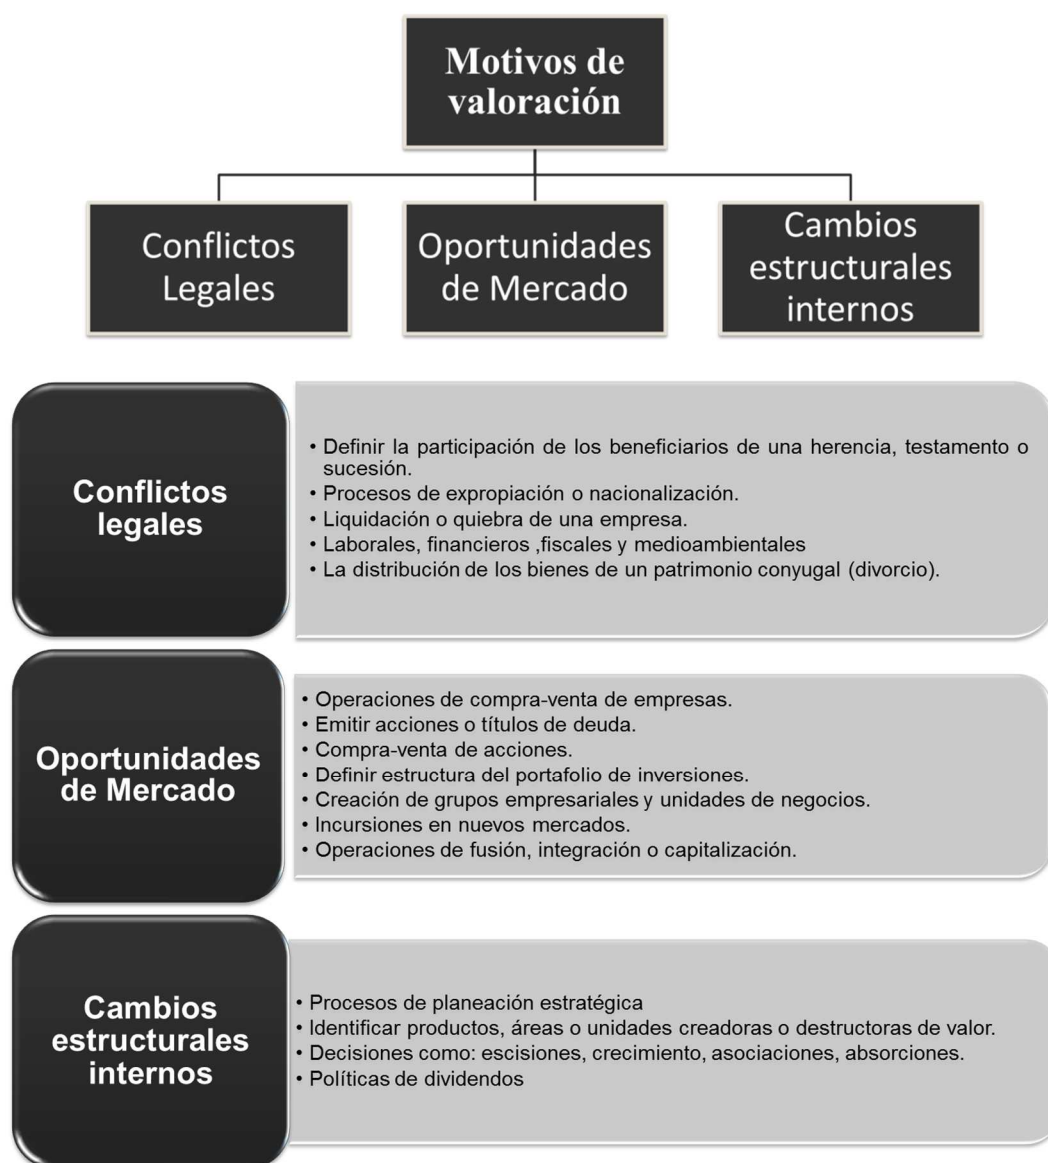 Motivos de
valoración
Conflictos
Legales
Oportunidades
de Mercado
Cambios
estructurales
internos
Conflictos
legales
• Definir la participación de los beneficiarios de una herencia, testamento o
sucesión.
• Procesos de expropiación o nacionalización.
• Liquidación o quiebra de una empresa.
• Laborales, financieros ,fiscales y medioambientales
• La distribución de los bienes de un patrimonio conyugal (divorcio).
Oportunidades
de Mercado
• Operaciones de compra-venta de empresas.
• Emitir acciones o títulos de deuda.
• Compra-venta de acciones.
• Definir estructura del portafolio de inversiones.
• Creación de grupos empresariales y unidades de negocios.
• Incursiones en nuevos mercados.
• Operaciones de fusión, integración o capitalización.
Cambios
estructurales
internos
• Procesos de planeación estratégica
• Identificar productos, áreas o unidades creadoras o destructoras de valor.
• Decisiones como: escisiones, crecimiento, asociaciones, absorciones.
• Políticas de dividendos